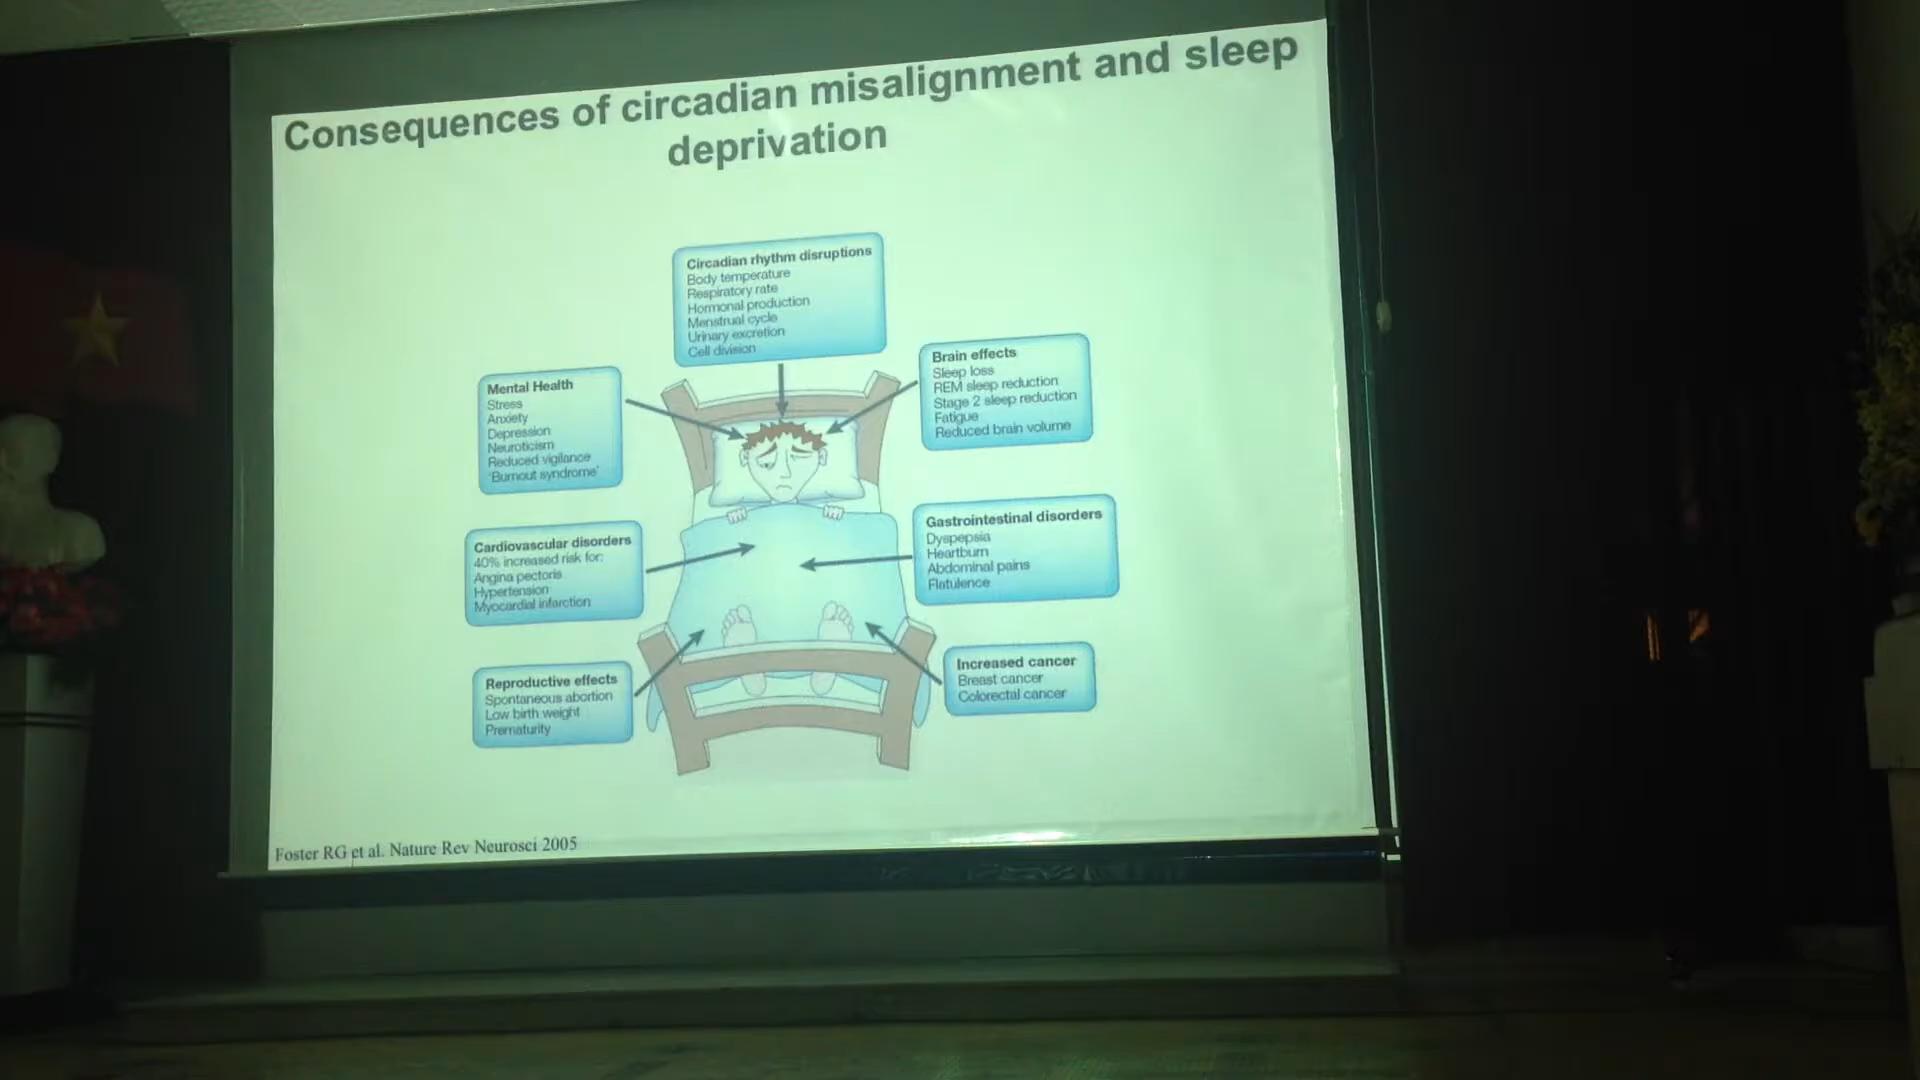 Consequences of circadian misalignment and sleep
deprivation
Circadian rhythm disruptions
Body temperature
Respiratory rate
Hormonal production
Menstrual cycle
Urinary excretion
Cell division
Mental Health
Stress
Anxiety
Depression
Neuroticism
Reduced vigilance
'Burnout syndrome'
Brain effects
Sleep loss
REM sleep reduction
Stage 2 sleep reduction
Fatigue
Reduced brain volume
Cardiovascular disorders
40% increased risk for:
Angina pectoris
Hypertension
Myocardial infarction
Gastrointestinal disorders
Dyspepsia
Heartburn
Abdominal pains
Flatulence
Reproductive effects
Spontaneous abortion
Low birth weight
Prematurity
Increased cancer
Breast cancer
Colorectal cancer
Foster RG et al. Nature Rev Neurosci 2005